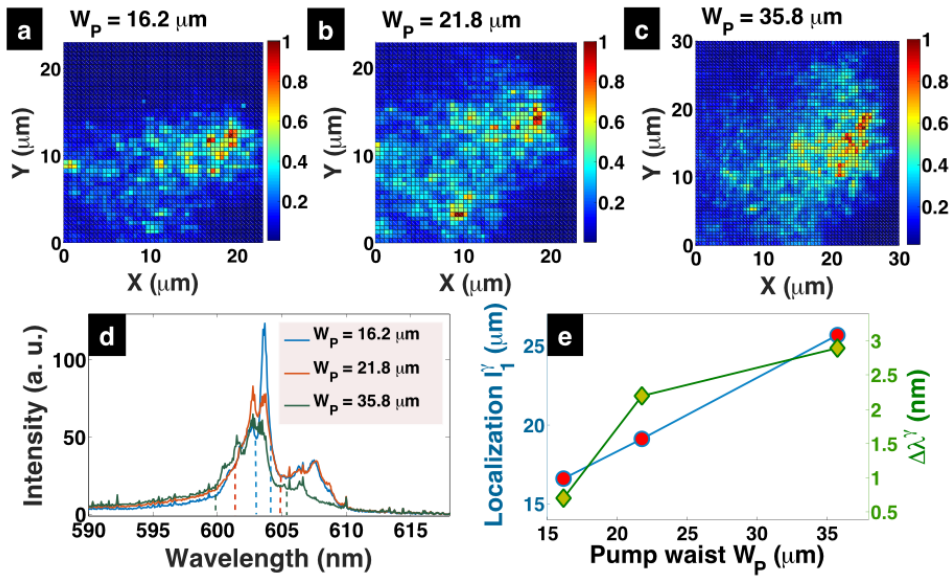 a
W_P = 16.2 μm
b
W_P = 21.8 μm
c
W_P = 35.8 μm
20
10
0
Y (μm)
0
10
20
X (μm)
1
0.8
0.6
0.4
0.2
20
10
0
Y (μm)
0
10
20
X (μm)
1
0.8
0.6
0.4
0.2
30
20
10
0
Y (μm)
0
10
20
30
X (μm)
1
0.8
0.6
0.4
0.2
d
W_P = 16.2 μm
W_P = 21.8 μm
W_P = 35.8 μm
100
50
0
Intensity (a. u.)
590
595
600
605
610
615
Wavelength (nm)
e
25
20
15
Localization l_1^γ (μm)
3
2.5
2
1.5
1
0.5
Δλ^γ (nm)
15
20
25
30
35
Pump waist W_P (μm)